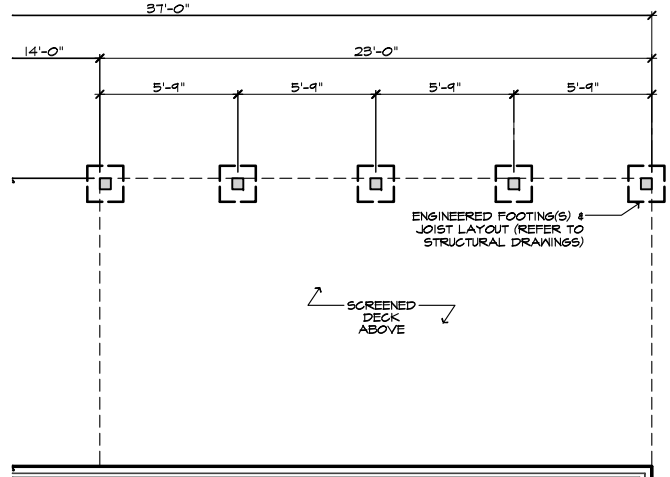 37'-0"
14'-0"
23'-0"
5'-9"
5'-9"
5'-9"
5'-9"
ENGINEERED FOOTING(S) &
JOIST LAYOUT (REFER TO
STRUCTURAL DRAWINGS)
SCREENED
DECK
ABOVE